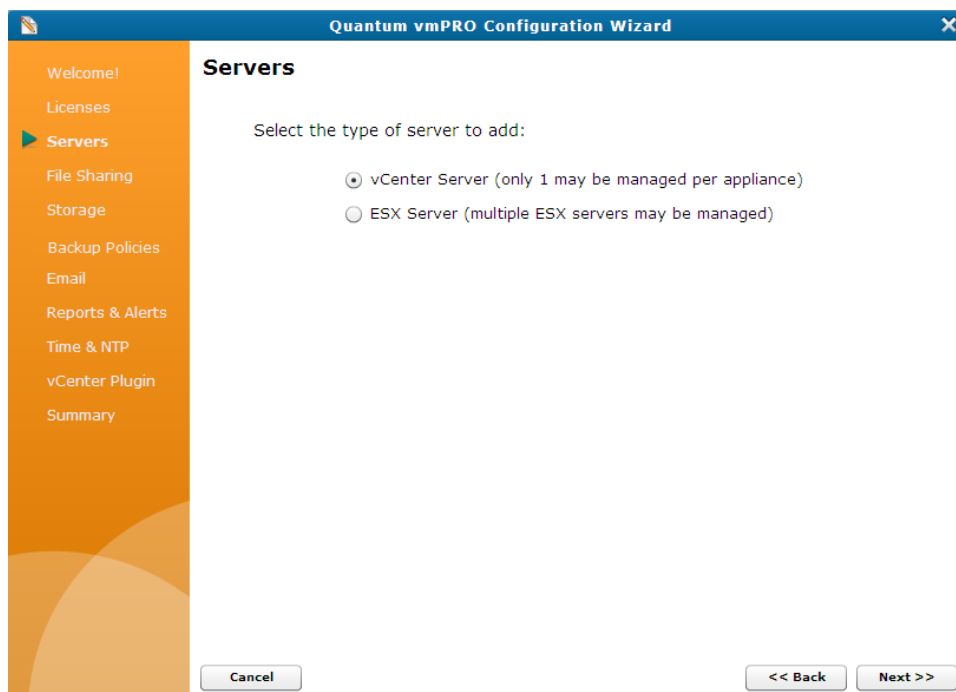 Quantum vmPRO Configuration Wizard
Welcome!
Licenses
Servers
File Sharing
Storage
Backup Policies
Email
Reports & Alerts
Time & NTP
vCenter Plugin
Summary
Servers
Select the type of server to add:
vCenter Server (only 1 may be managed per appliance)
ESX Server (multiple ESX servers may be managed)
Cancel
<< Back
Next >>